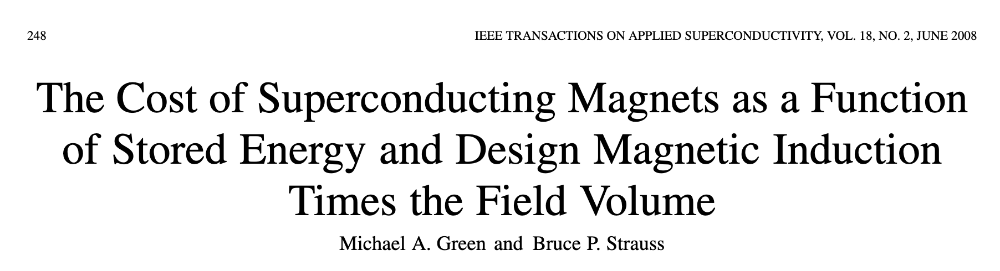 248
IEEE TRANSACTIONS ON APPLIED SUPERCONDUCTIVITY, VOL. 18, NO. 2, JUNE 2008
The Cost of Superconducting Magnets as a Function
of Stored Energy and Design Magnetic Induction
Times the Field Volume
Michael A. Green and Bruce P. Strauss